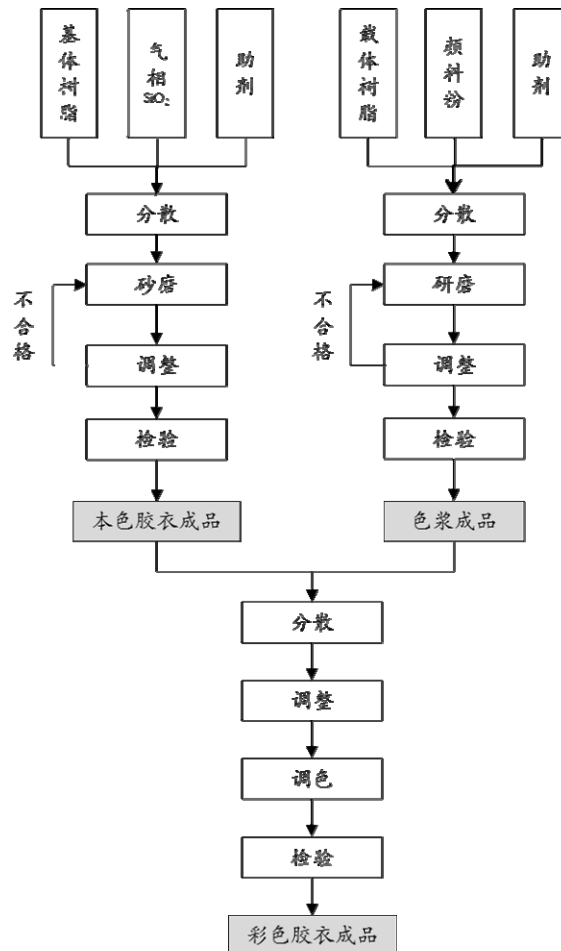 基体树脂
气相SiO₂
助剂
载体树脂
颜料粉
助剂
分散
分散
砂磨
研磨
不合格
不合格
调整
调整
检验
检验
本色胶衣成品
色浆成品
分散
调整
调色
检验
彩色胶衣成品